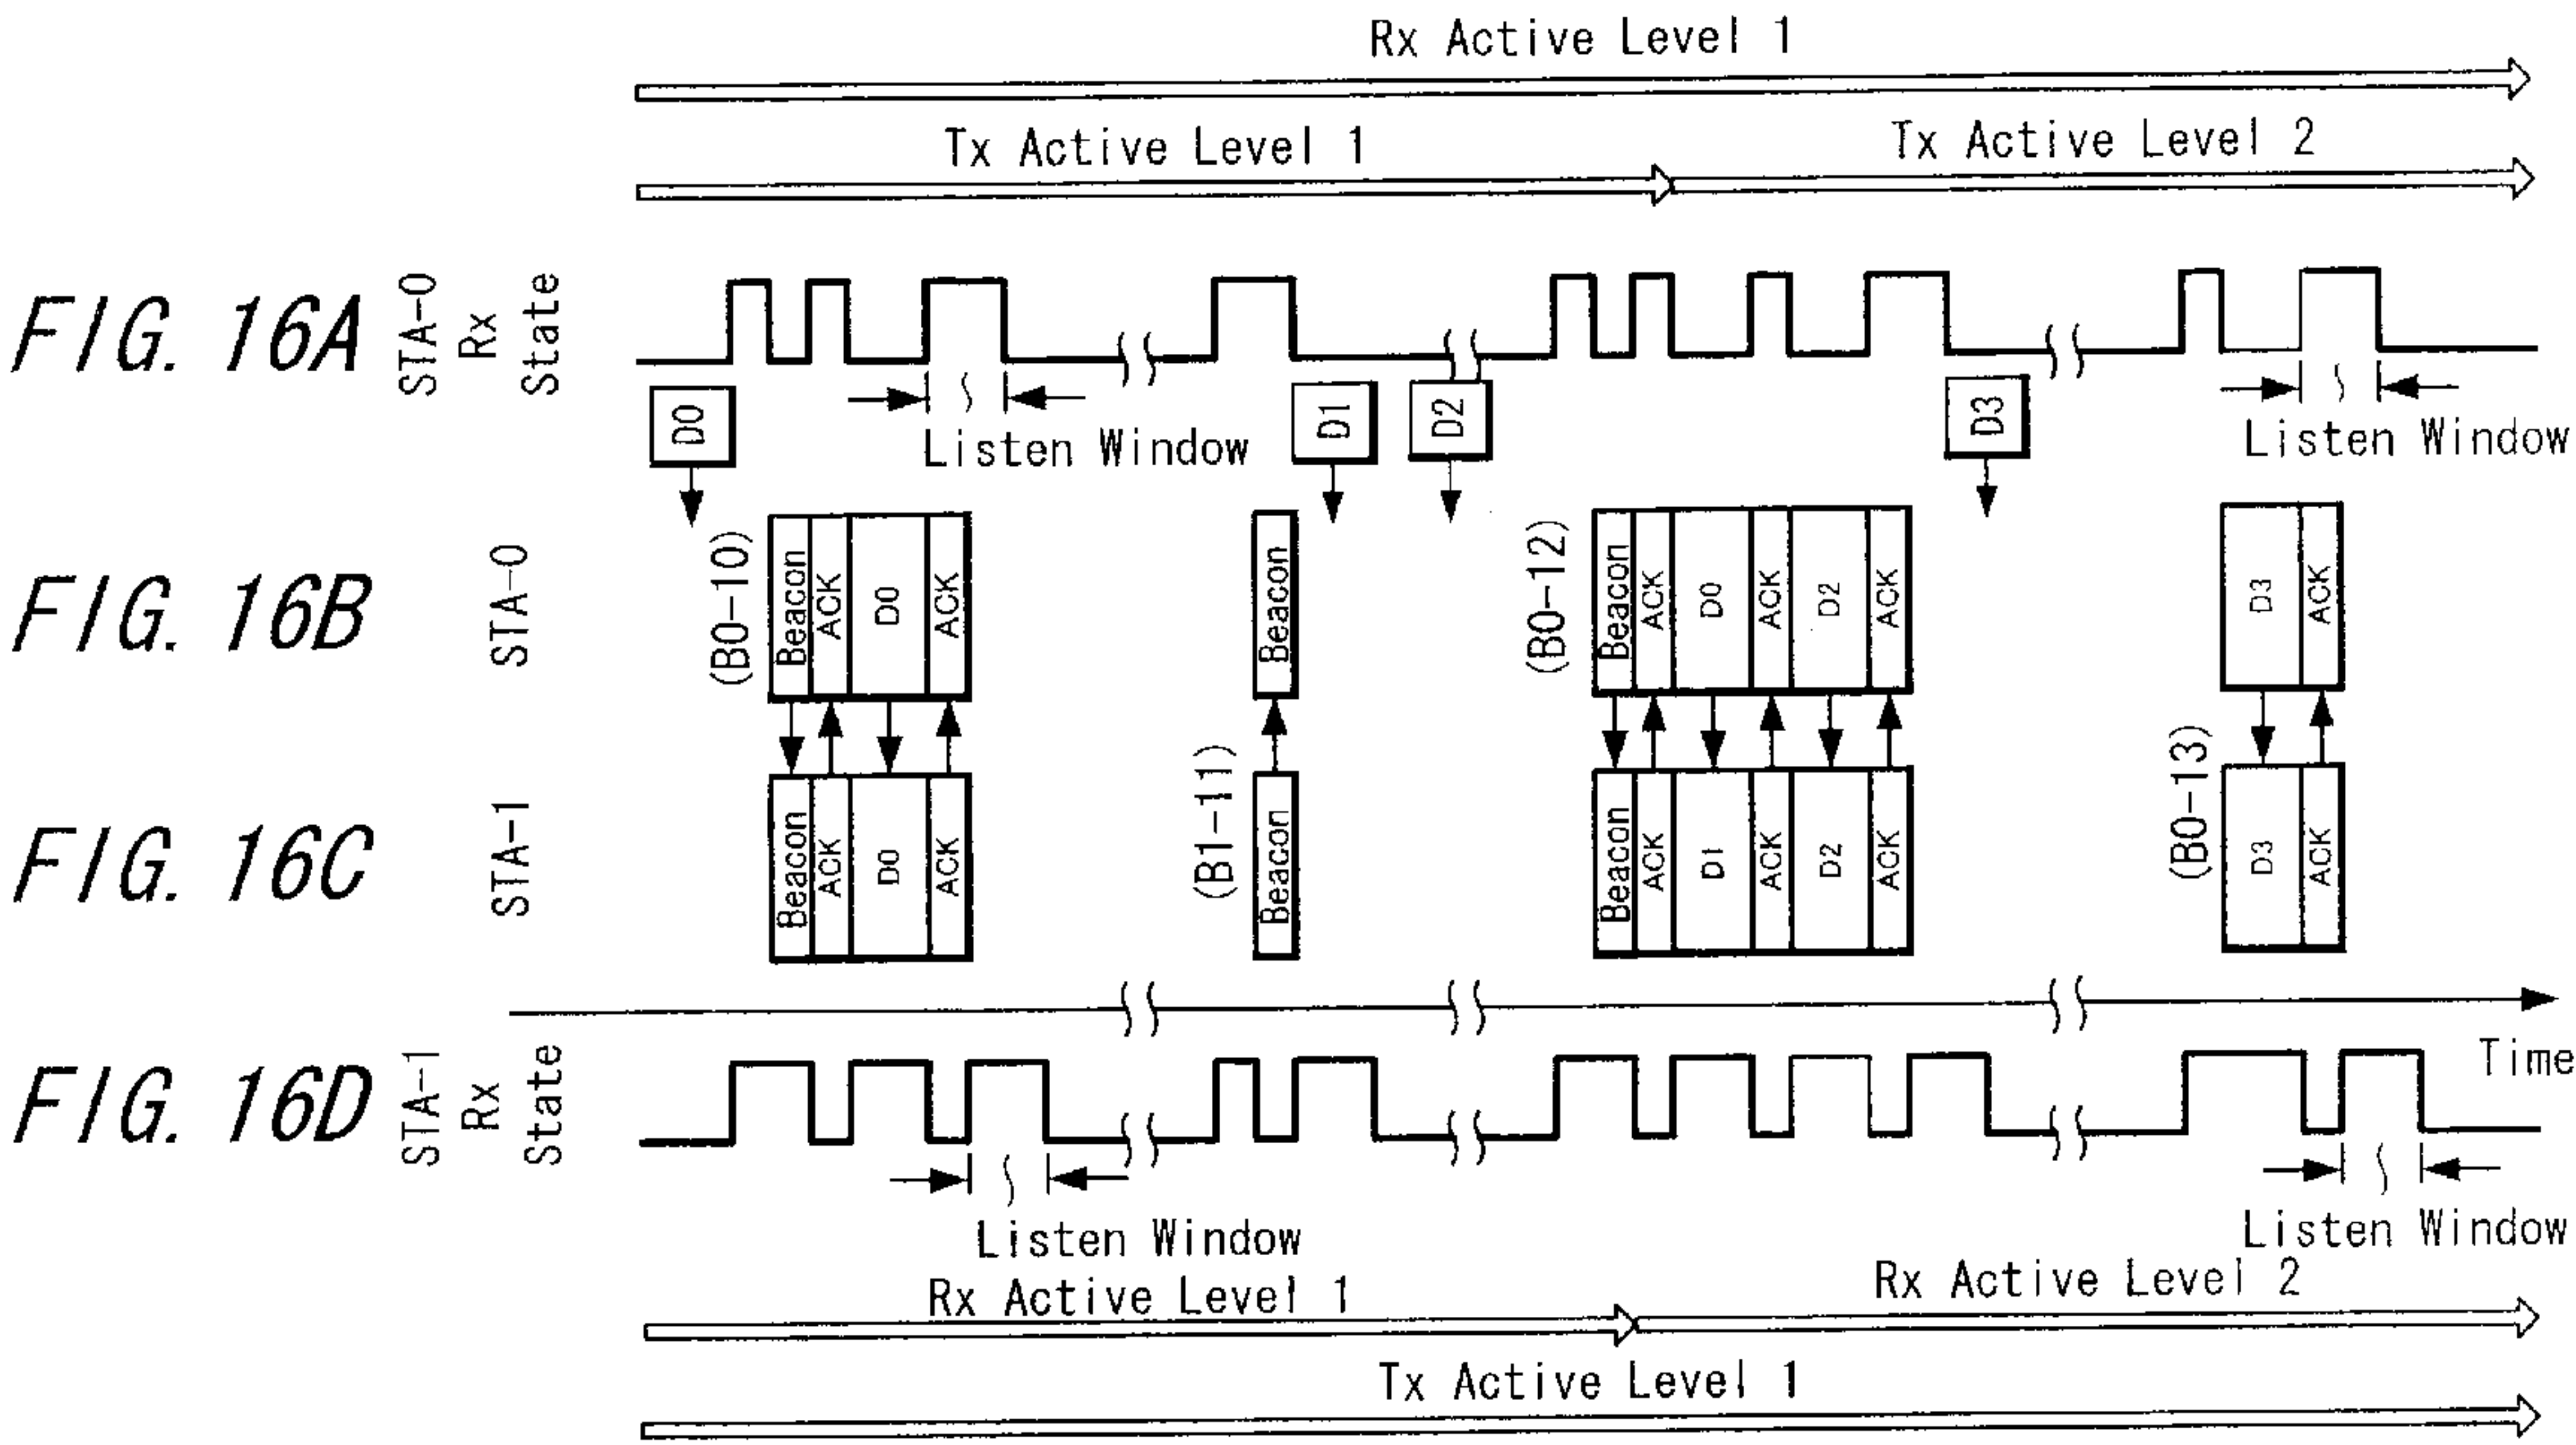 Rx Active Level 1
Tx Active Level 1
Tx Active Level 2
FIG. 16A
STA-0
Rx
State
D0
Listen Window
D1
D2
D3
Listen Window
FIG. 16B
STA-0
(B0-10)
Beacon
ACK
D0
ACK
Beacon
(B0-12)
Beacon
ACK
D0
ACK
D2
ACK
D3
ACK
FIG. 16C
STA-1
Beacon
ACK
D0
ACK
(B1-11)
Beacon
Beacon
ACK
D1
ACK
D2
ACK
(B0-13)
D3
ACK
Time
FIG. 16D
STA-1
Rx
State
Listen Window
Listen Window
Rx Active Level 1
Rx Active Level 2
Tx Active Level 1